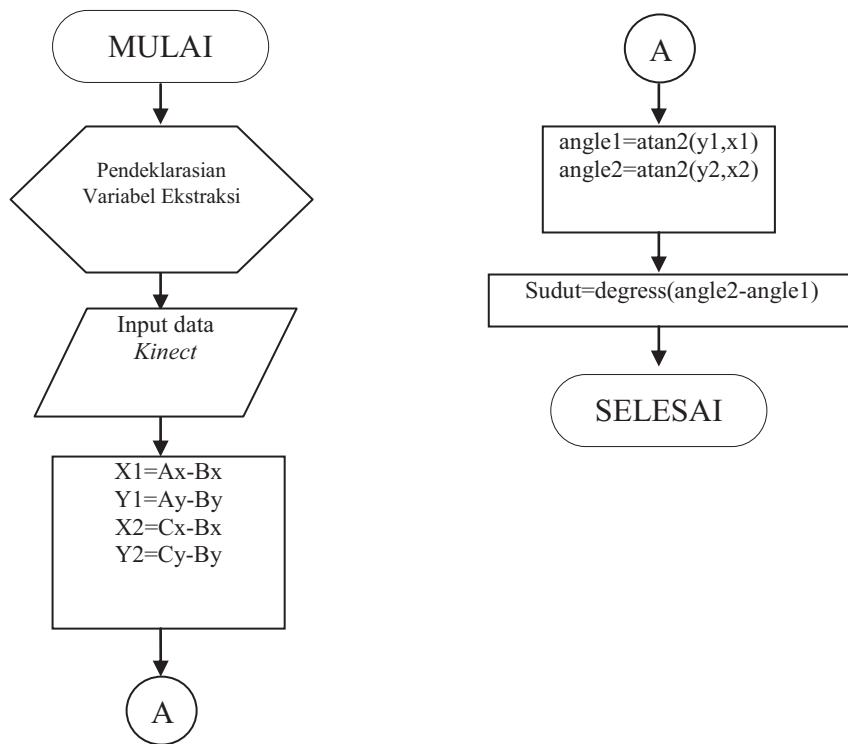 MULAI
Pendeklarasian
Variabel Ekstraksi
Input data
Kinect
X1=Ax-Bx
Y1=Ay-By
X2=Cx-Bx
Y2=Cy-By
A
A
angle1=atan2(y1,x1)
angle2=atan2(y2,x2)
Sudut=degress(angle2-angle1)
SELESAI